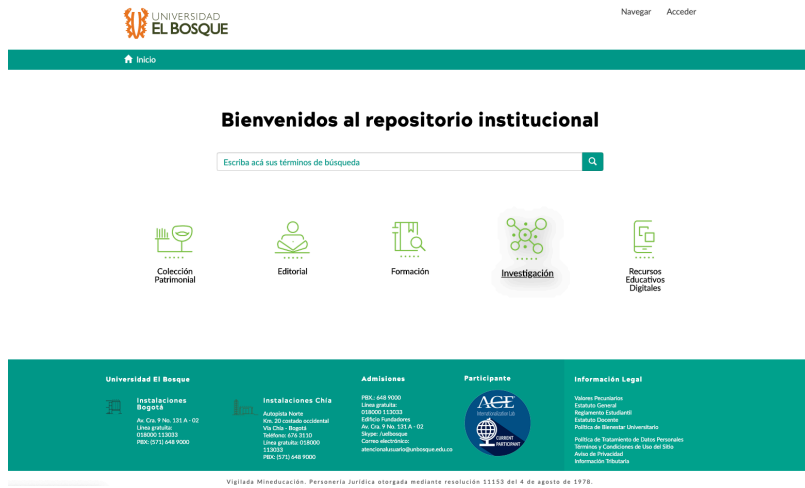 UNIVERSIDAD
EL BOSQUE
Navegar Acceder
Inicio
Bienvenidos al repositorio institucional
Escriba acá sus términos de búsqueda
Colección
Patrimonial
Editorial
Formación
Investigación
Recursos
Educativos
Digitales
Universidad El Bosque
Instalaciones
Bogotá
Av. Cra. 9 No. 131 A - 02
Línea gratuita:
018000 113033
PBX: (571) 648 9000
Instalaciones Chía
Autopista Norte
Km. 20 costado occidental
Vía Chía - Bogotá
Teléfono: 676 3110
Línea gratuita: 018000
113033
PBX: (571) 648 9000
Admisiones
PBX.: 648 9000
Línea gratuita:
018000 113033
Edificio Fundadores
Av. Cra. 9 No. 131 A - 02
Skype: /uelbosque
Correo electrónico:
atencionalusuario@unbosque.edu.co
Participante
ACE
Internationalization Lab
CURRENT
PARTICIPANT
Información Legal
Valores Pecuniarios
Estatuto General
Reglamento Estudiantil
Estatuto Docente
Política de Bienestar Universitario
Política de Tratamiento de Datos Personales
Términos y Condiciones de Uso del Sitio
Aviso de Privacidad
Información Tributaria
Vigilada Mineducación. Personería Jurídica otorgada mediante resolución 11153 del 4 de agosto de 1978.